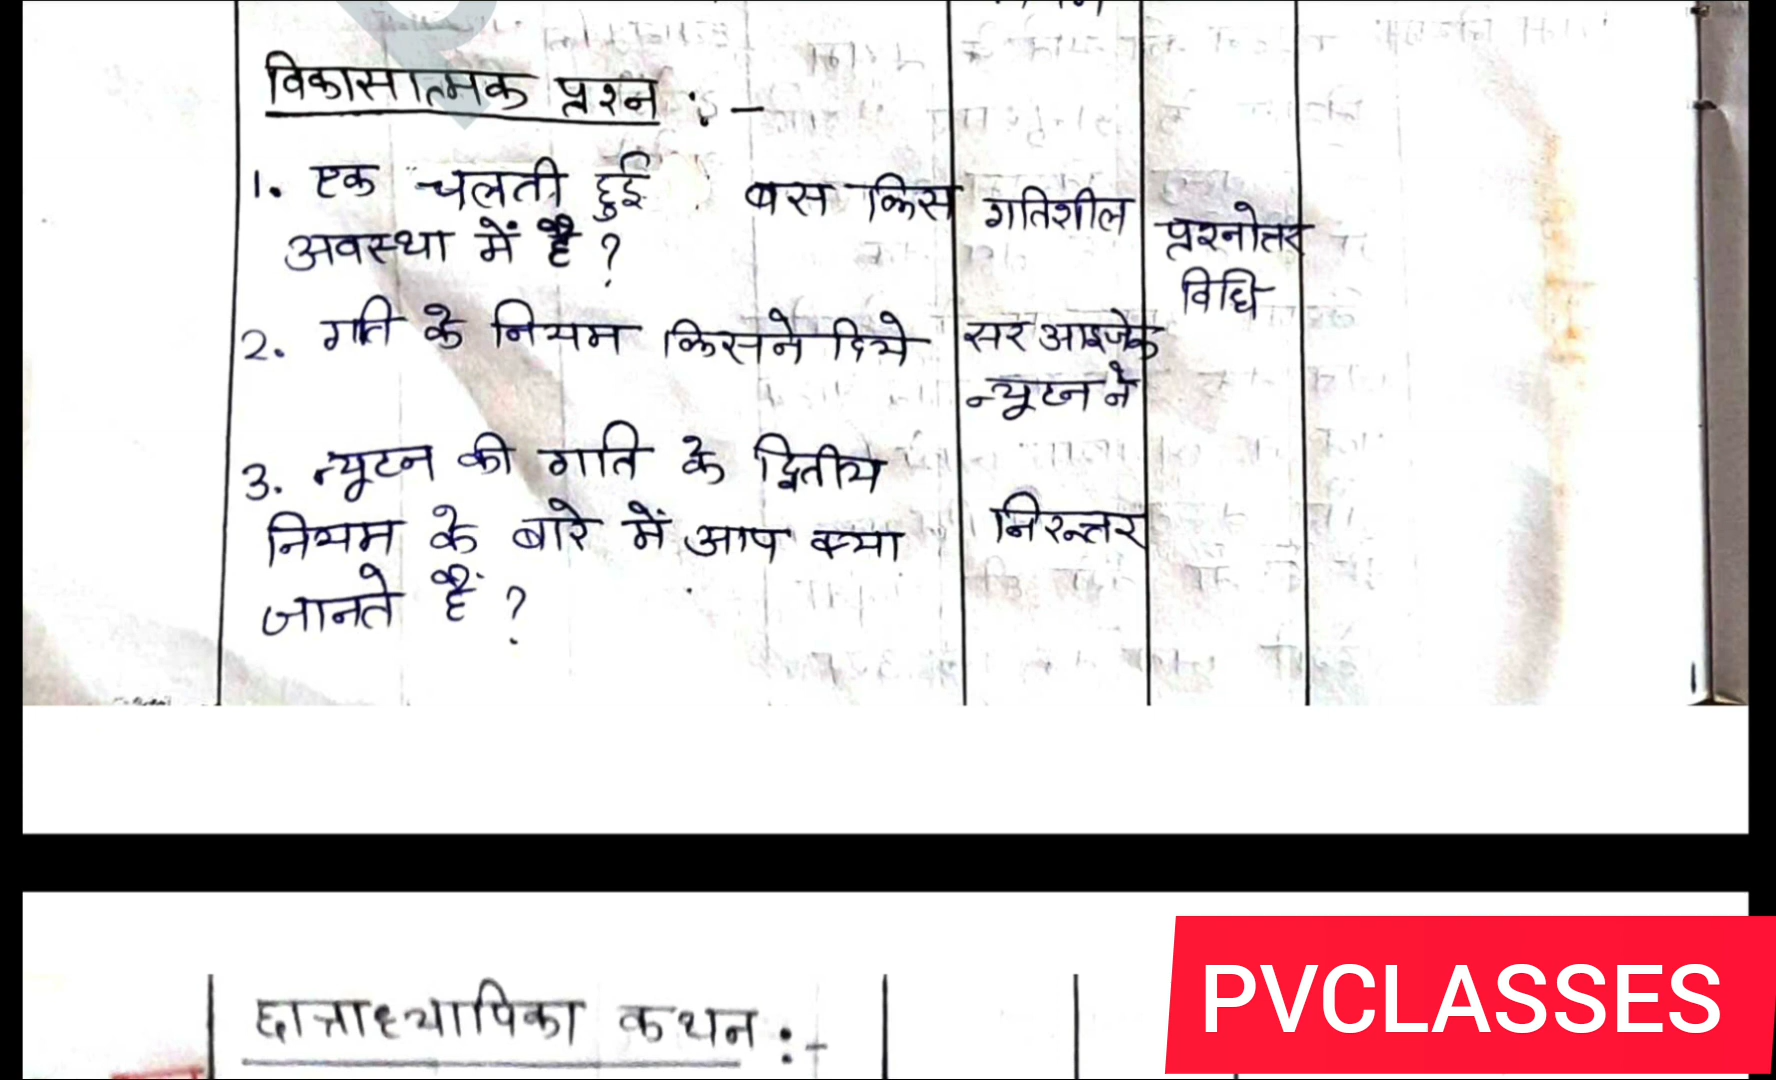 विकासात्मक प्रश्न :-
1. एक चलती हुई बस किस
अवस्था में है ?
गतिशील
प्रश्नोत्तर
विधि
2. गति के नियम किसने दिये
सर आइजेक
न्यूटन ने
3. न्यूटन की गति के द्वितीय
नियम के बारे में आप क्या
जानते हैं ?
निरन्तर
छात्राध्यापिका कथन :-
PVCLASSES